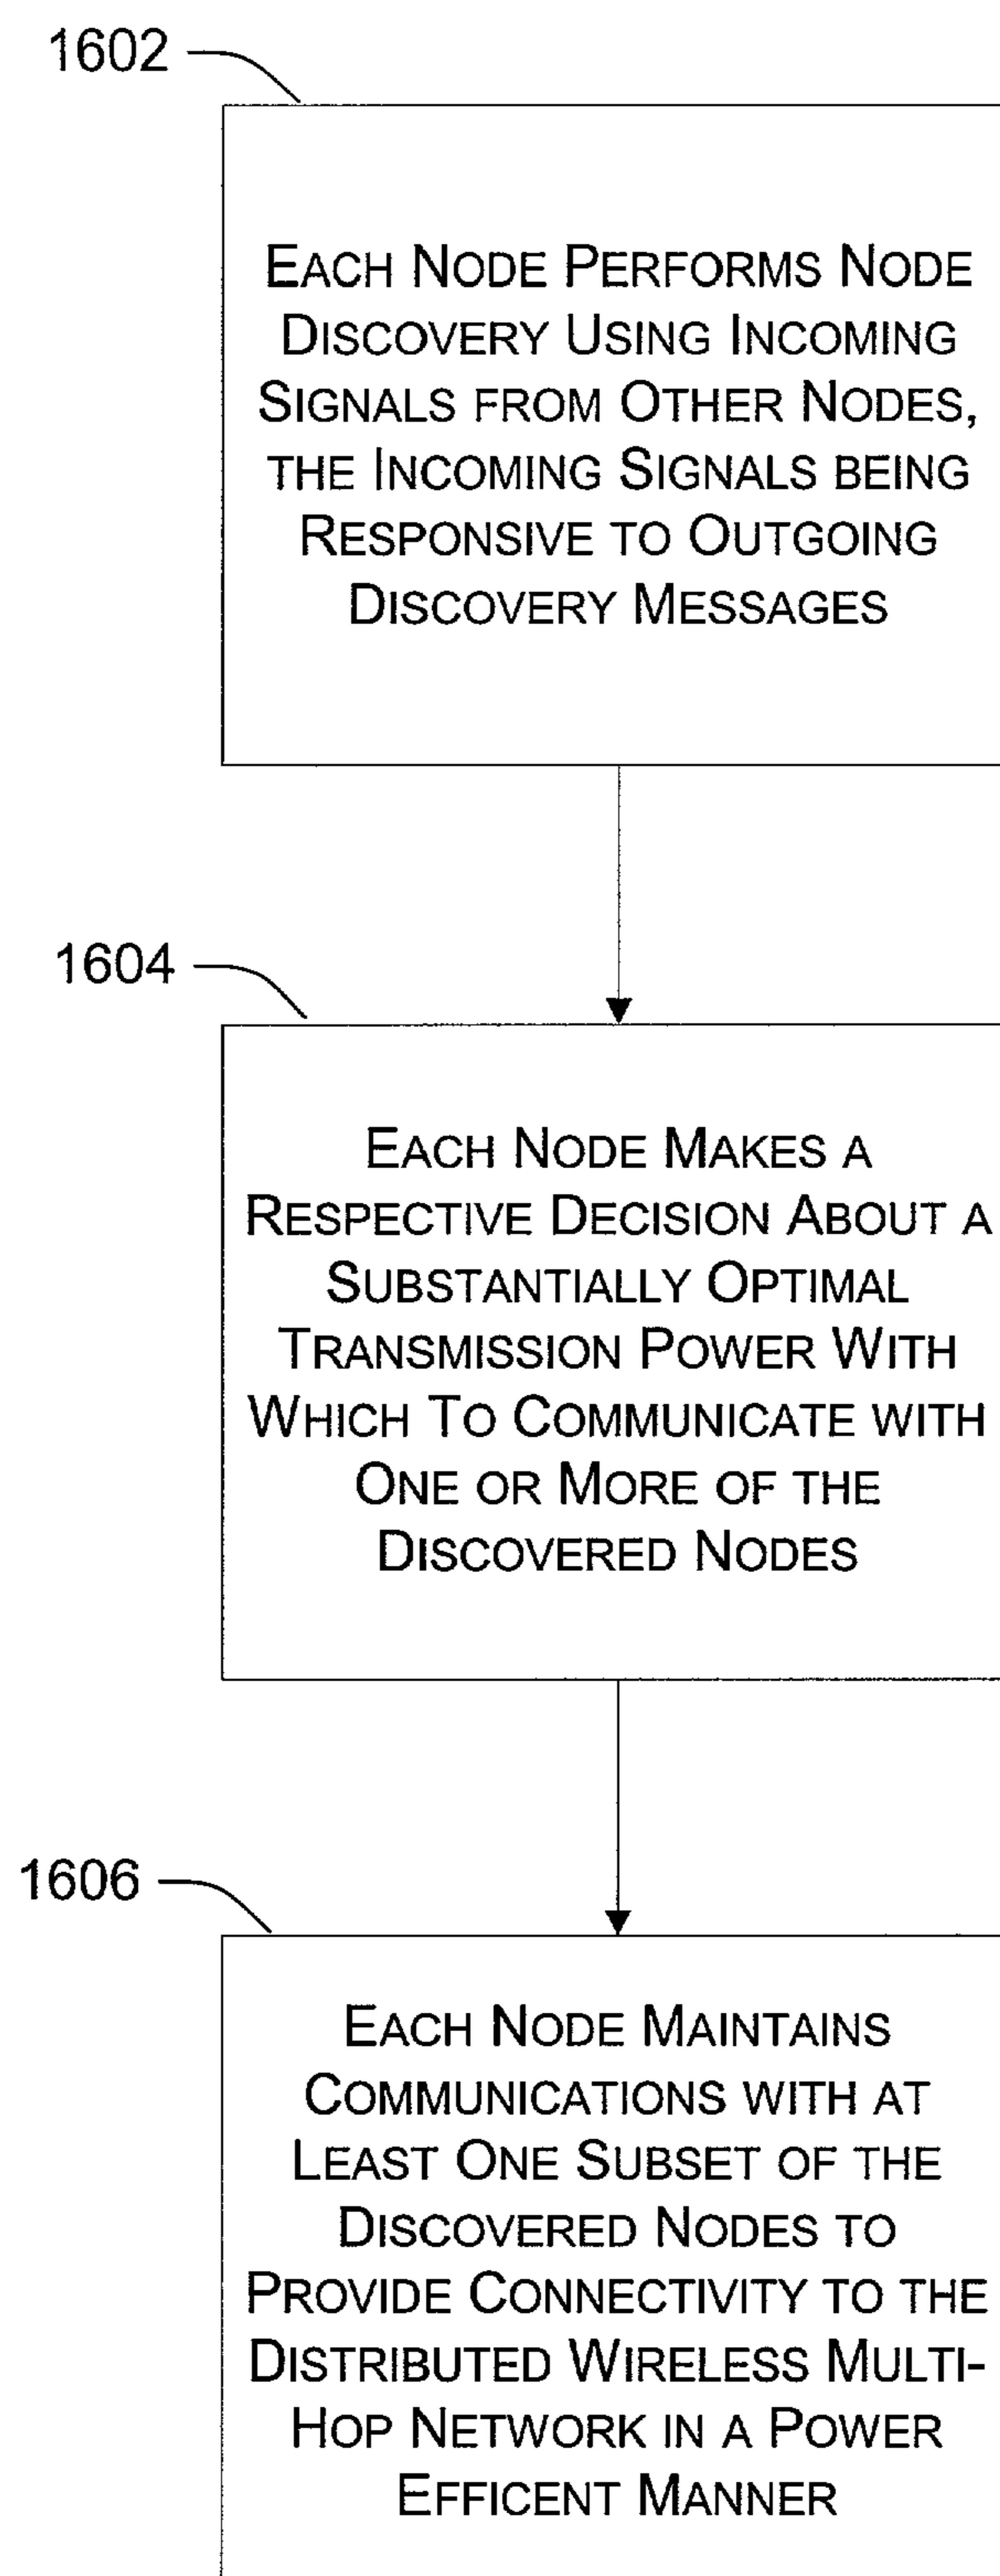 1602
EACH NODE PERFORMS NODE
DISCOVERY USING INCOMING
SIGNALS FROM OTHER NODES,
THE INCOMING SIGNALS BEING
RESPONSIVE TO OUTGOING
DISCOVERY MESSAGES
1604
EACH NODE MAKES A
RESPECTIVE DECISION ABOUT A
SUBSTANTIALLY OPTIMAL
TRANSMISSION POWER WITH
WHICH TO COMMUNICATE WITH
ONE OR MORE OF THE
DISCOVERED NODES
1606
EACH NODE MAINTAINS
COMMUNICATIONS WITH AT
LEAST ONE SUBSET OF THE
DISCOVERED NODES TO
PROVIDE CONNECTIVITY TO THE
DISTRIBUTED WIRELESS MULTI-
HOP NETWORK IN A POWER
EFFICENT MANNER